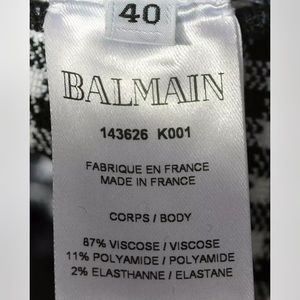 40
BALMAIN
143626 K001
FABRIQUE EN FRANCE
MADE IN FRANCE
CORPS / BODY
87% VISCOSE / VISCOSE
11% POLYAMIDE / POLYAMIDE
2% ELASTHANNE / ELASTANE